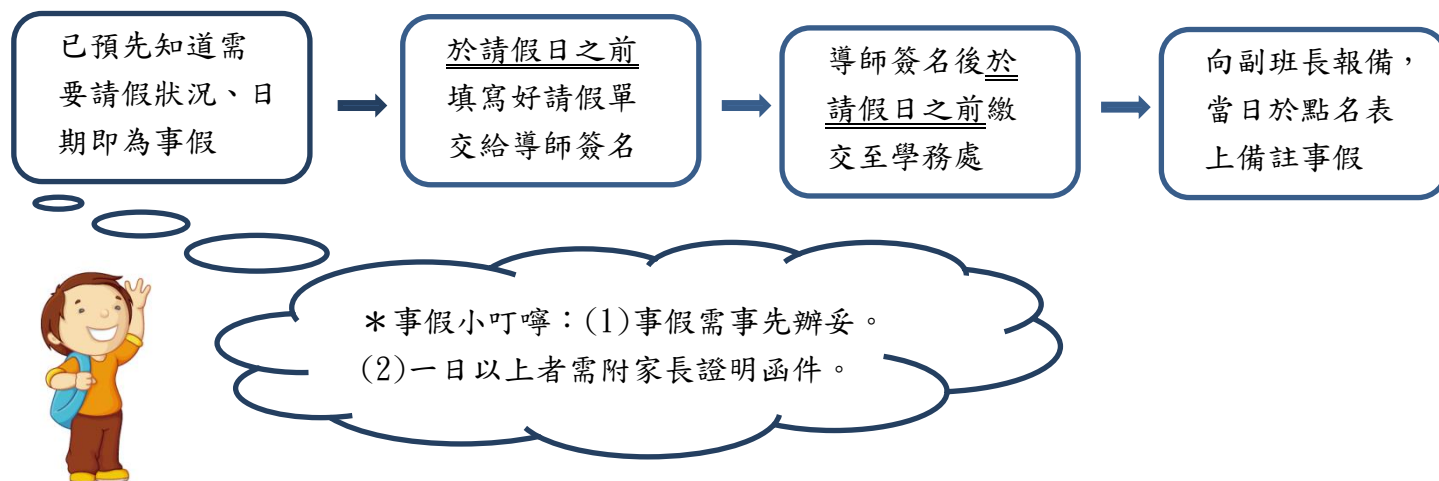 已預先知道需
要請假狀況、日
期即為事假
於請假日之前
填寫好請假單
交給導師簽名
導師簽名後於
請假日之前繳
交至學務處
向副班長報備，
當日於點名表
上備註事假
＊事假小叮嚀：(1)事假需事先辦妥。
(2)一日以上者需附家長證明函件。